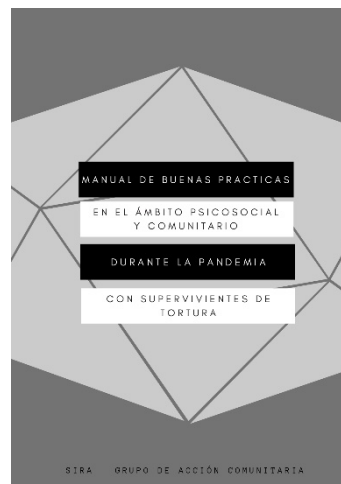 MANUAL DE BUENAS PRACTICAS
EN EL ÁMBITO PSICOSOCIAL
Y COMUNITARIO
DURANTE LA PANDEMIA
CON SUPERVIVIENTES DE
TORTURA
SIRA GRUPO DE ACCIÓN COMUNITARIA